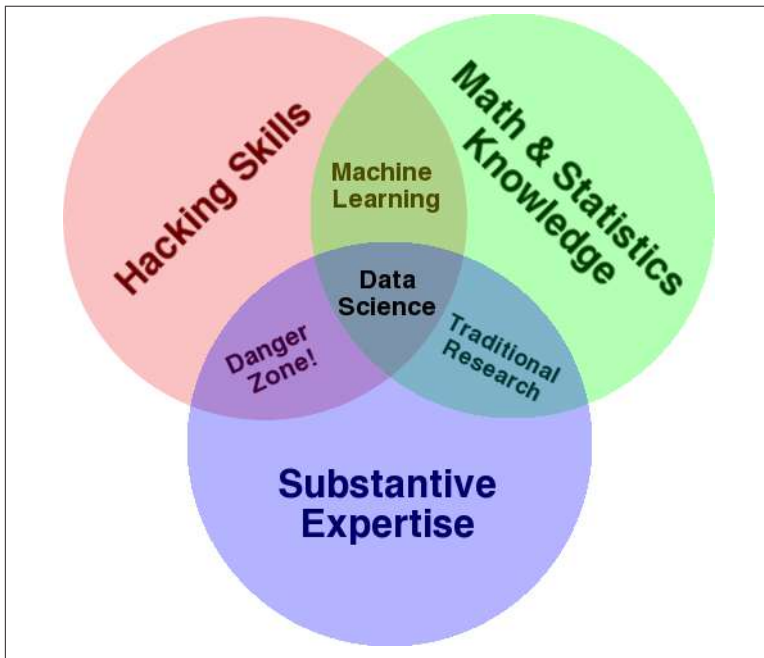 Hacking Skills
Math & Statistics
Knowledge
Machine
Learning
Data
Science
Danger
Zone!
Traditional
Research
Substantive
Expertise